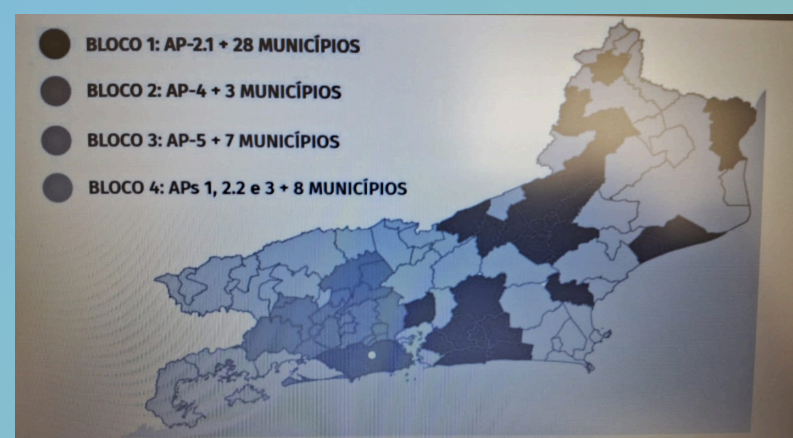 BLOCO 1: AP-2.1 + 28 MUNICÍPIOS
BLOCO 2: AP-4 + 3 MUNICÍPIOS
BLOCO 3: AP-5 + 7 MUNICÍPIOS
BLOCO 4: APs 1, 2.2 e 3 + 8 MUNICÍPIOS